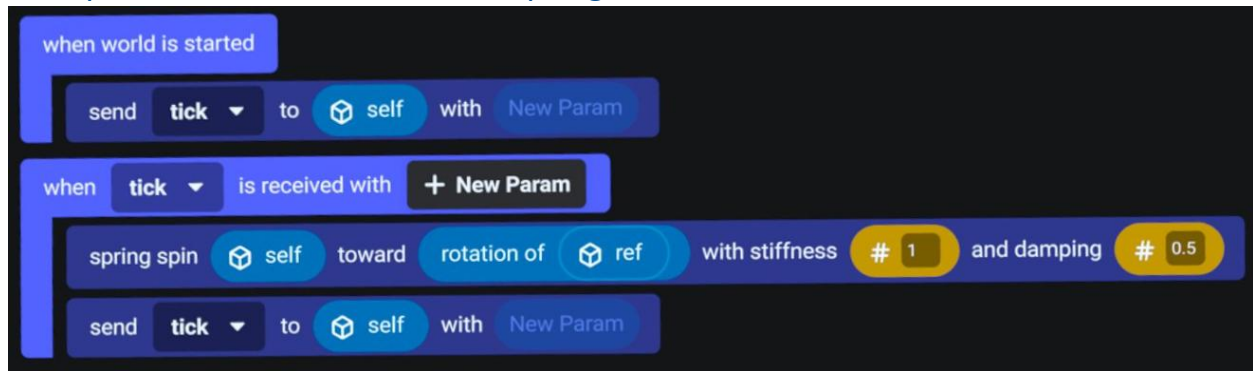 when world is started
send tick to self with New Param
when tick is received with + New Param
spring spin self toward rotation of ref with stiffness # 1 and damping # 0.5
send tick to self with New Param